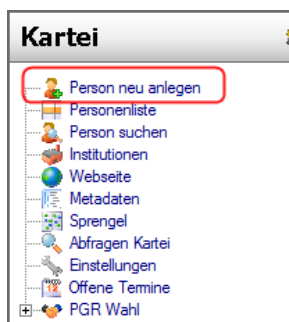 Kartei
Person neu anlegen
Personenliste
Person suchen
Institutionen
Webseite
Metadaten
Sprengel
Abfragen Kartei
Einstellungen
Offene Termine
PGR Wahl